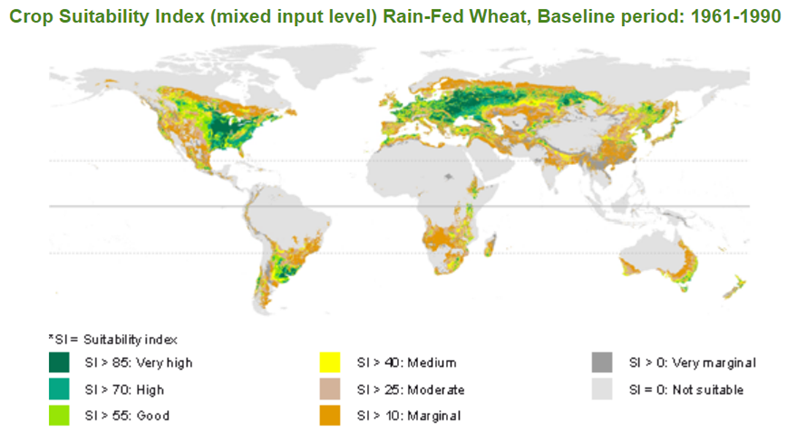 Crop Suitability Index (mixed input level) Rain-Fed Wheat, Baseline period: 1961-1990
*SI = Suitability index
SI > 85: Very high
SI > 70: High
SI > 55: Good
SI > 40: Medium
SI > 25: Moderate
SI > 10: Marginal
SI > 0: Very marginal
SI = 0: Not suitable